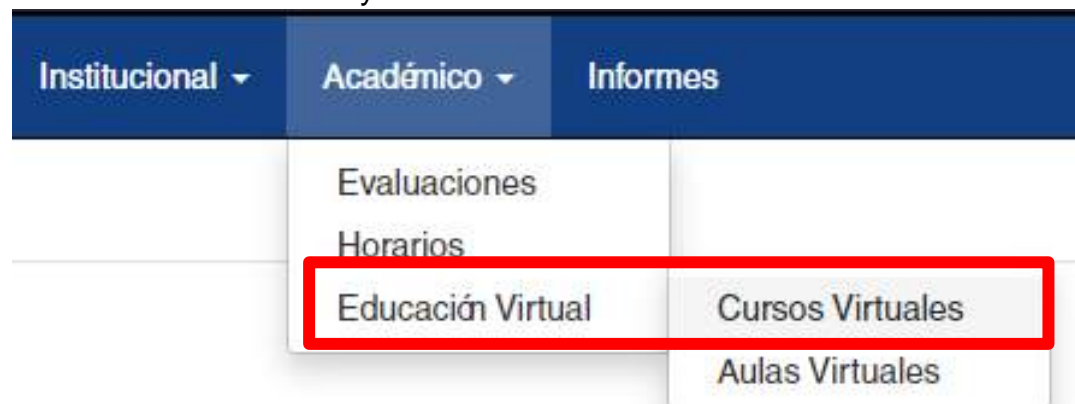 Institucional Académico Informes
Evaluaciones
Horarios
Educación Virtual Cursos Virtuales
Aulas Virtuales